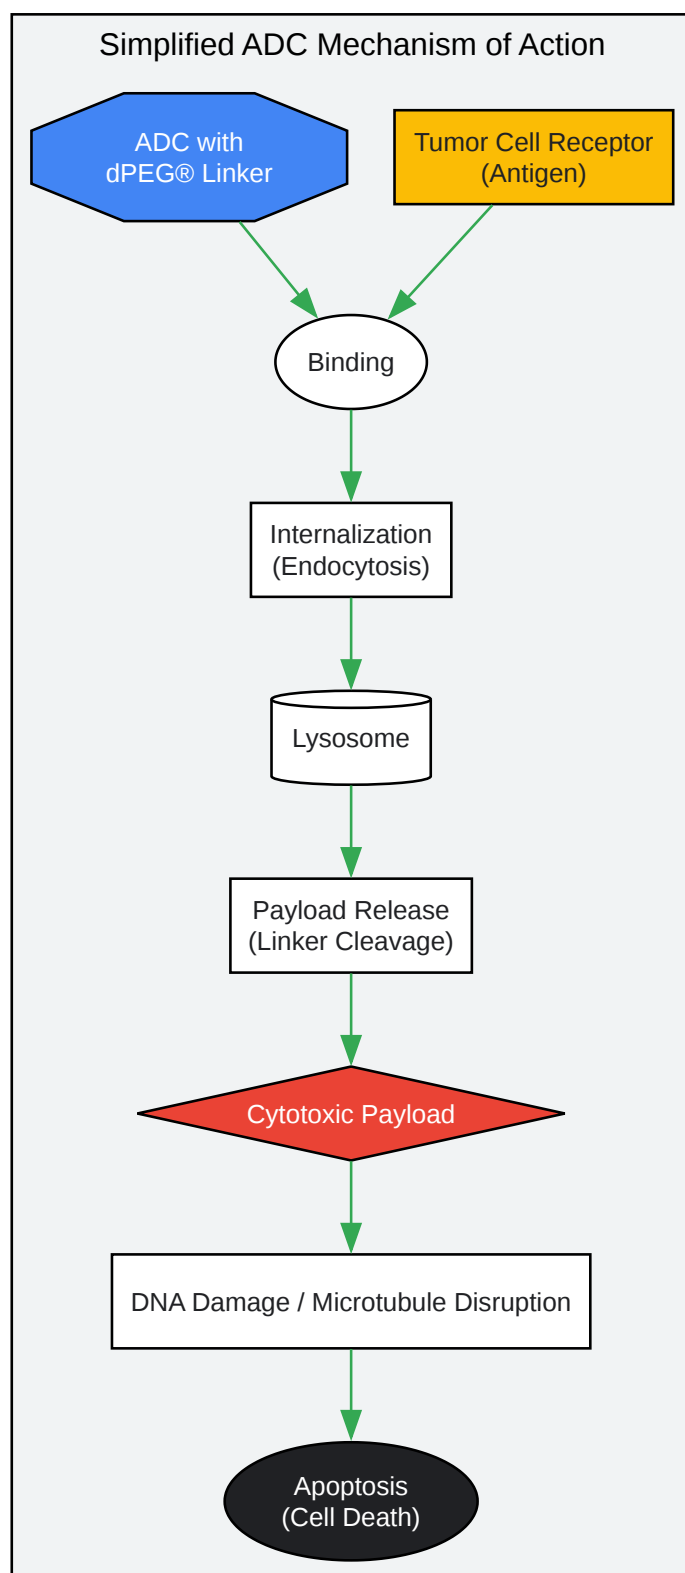 Simplified ADC Mechanism of Action
ADC with
dPEG® Linker
Tumor Cell Receptor
(Antigen)
Binding
Internalization
(Endocytosis)
Lysosome
Payload Release
(Linker Cleavage)
Cytotoxic Payload
DNA Damage / Microtubule Disruption
Apoptosis
(Cell Death)